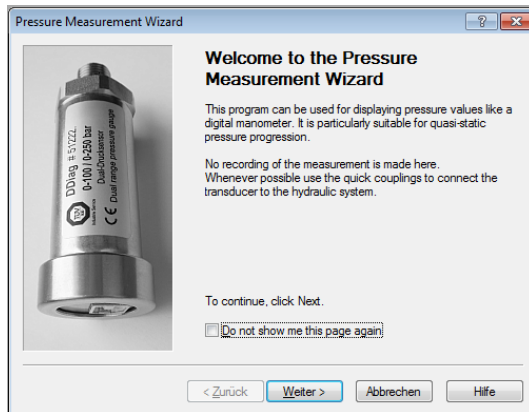 Pressure Measurement Wizard
Welcome to the Pressure
Measurement Wizard
This program can be used for displaying pressure values like a
digital manometer. It is particularly suitable for quasi-static
pressure progression.
No recording of the measurement is made here.
Whenever possible use the quick couplings to connect the
transducer to the hydraulic system.
To continue, click Next.
Do not show me this page again
< Zurück
Weiter >
Abbrechen
Hilfe
DDiag # 51222.
0-100 / 0-250 bar
Dual-Drucksensor
Dual range pressure gauge
CE
TÜV